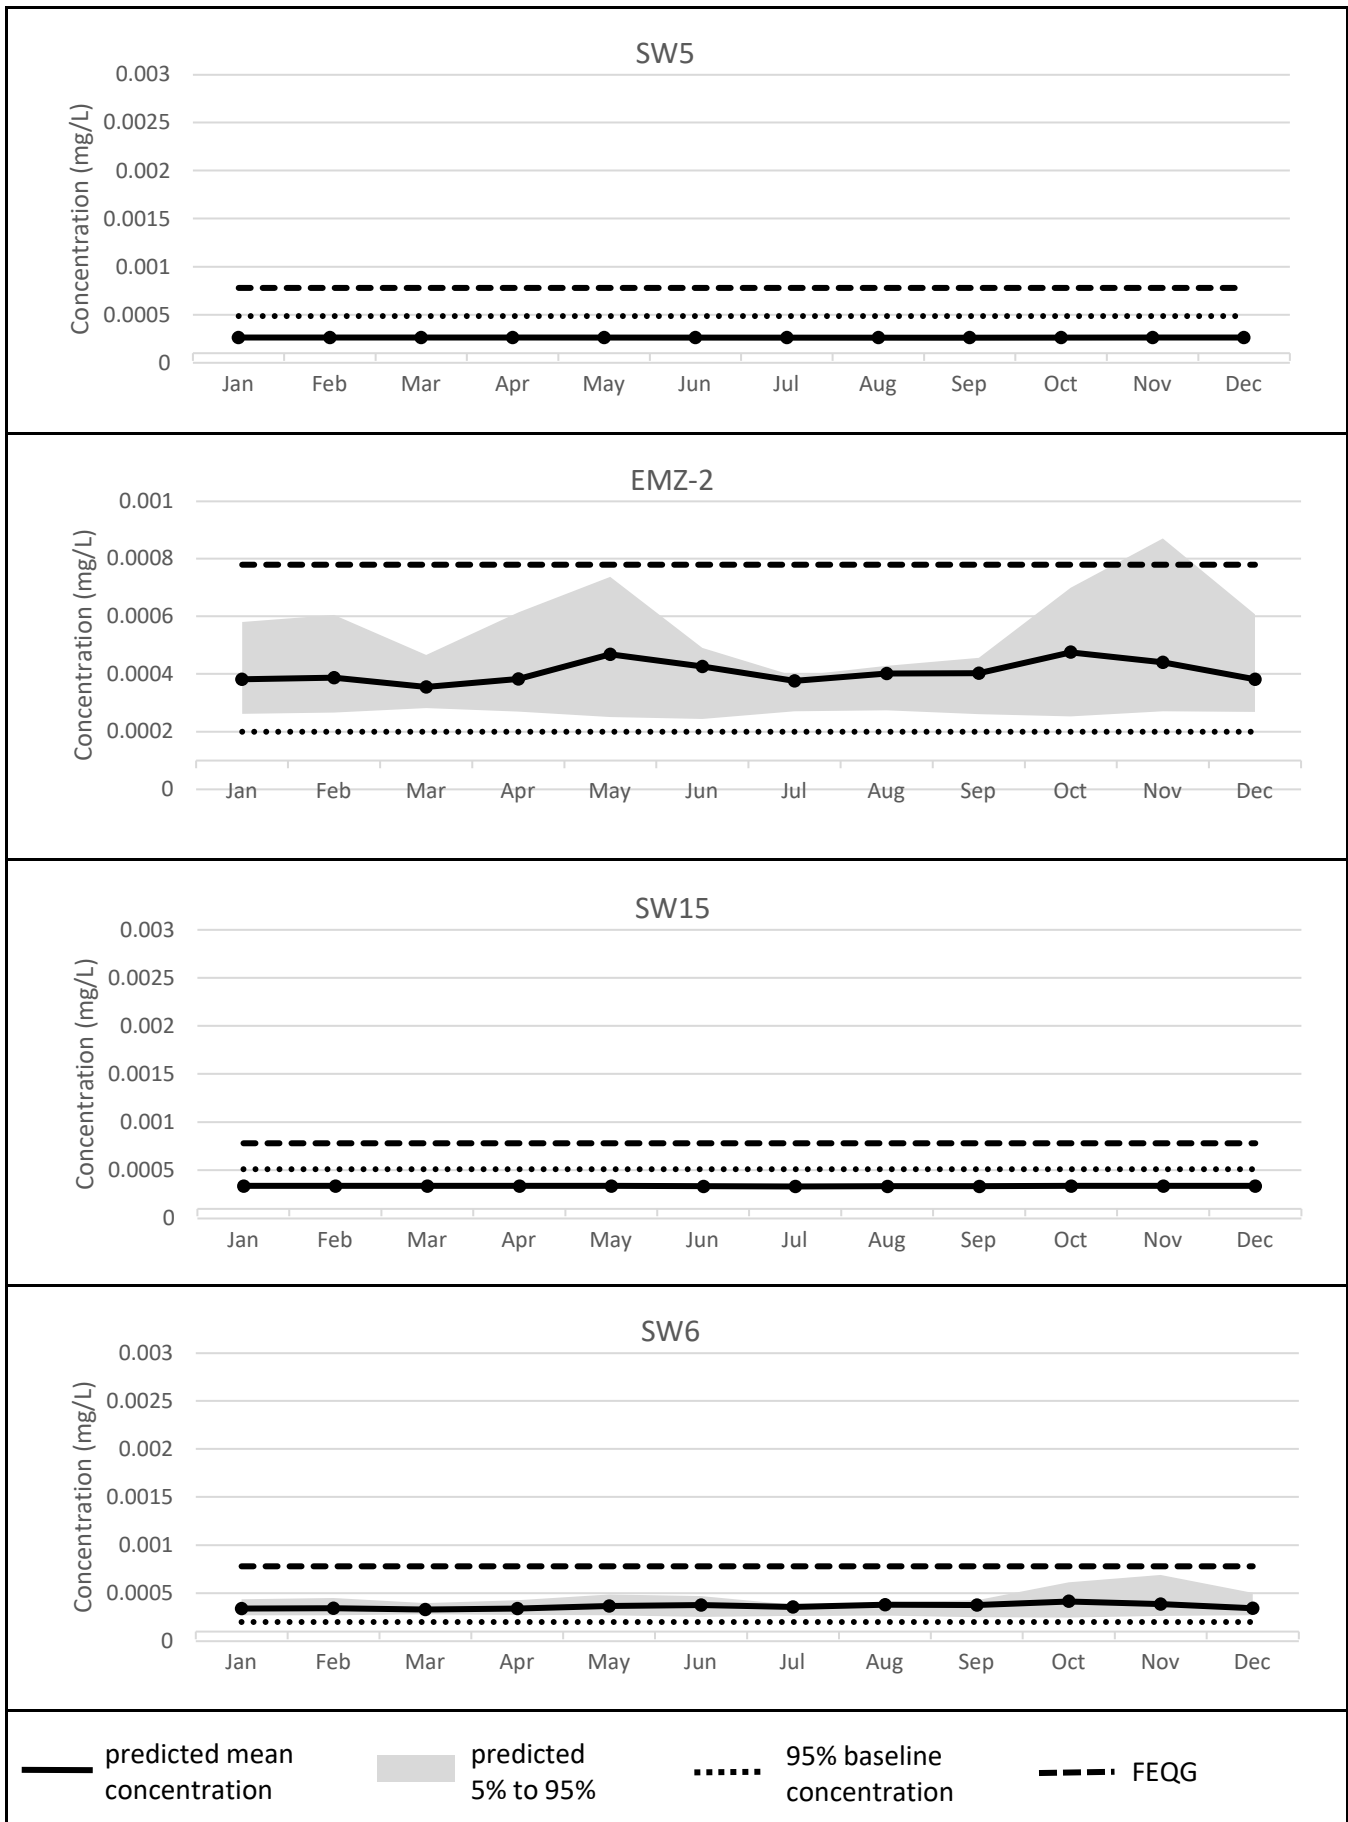 SW5
0.003
0.0025
0.002
0.0015
0.001
0.0005
0
Concentration (mg/L)
Jan Feb Mar Apr May Jun Jul Aug Sep Oct Nov Dec
EMZ-2
0.001
0.0008
0.0006
0.0004
0.0002
0
Concentration (mg/L)
Jan Feb Mar Apr May Jun Jul Aug Sep Oct Nov Dec
SW15
0.003
0.0025
0.002
0.0015
0.001
0.0005
0
Concentration (mg/L)
Jan Feb Mar Apr May Jun Jul Aug Sep Oct Nov Dec
SW6
0.003
0.0025
0.002
0.0015
0.001
0.0005
0
Concentration (mg/L)
Jan Feb Mar Apr May Jun Jul Aug Sep Oct Nov Dec
predicted mean
concentration
predicted
5% to 95%
95% baseline
concentration
FEQG